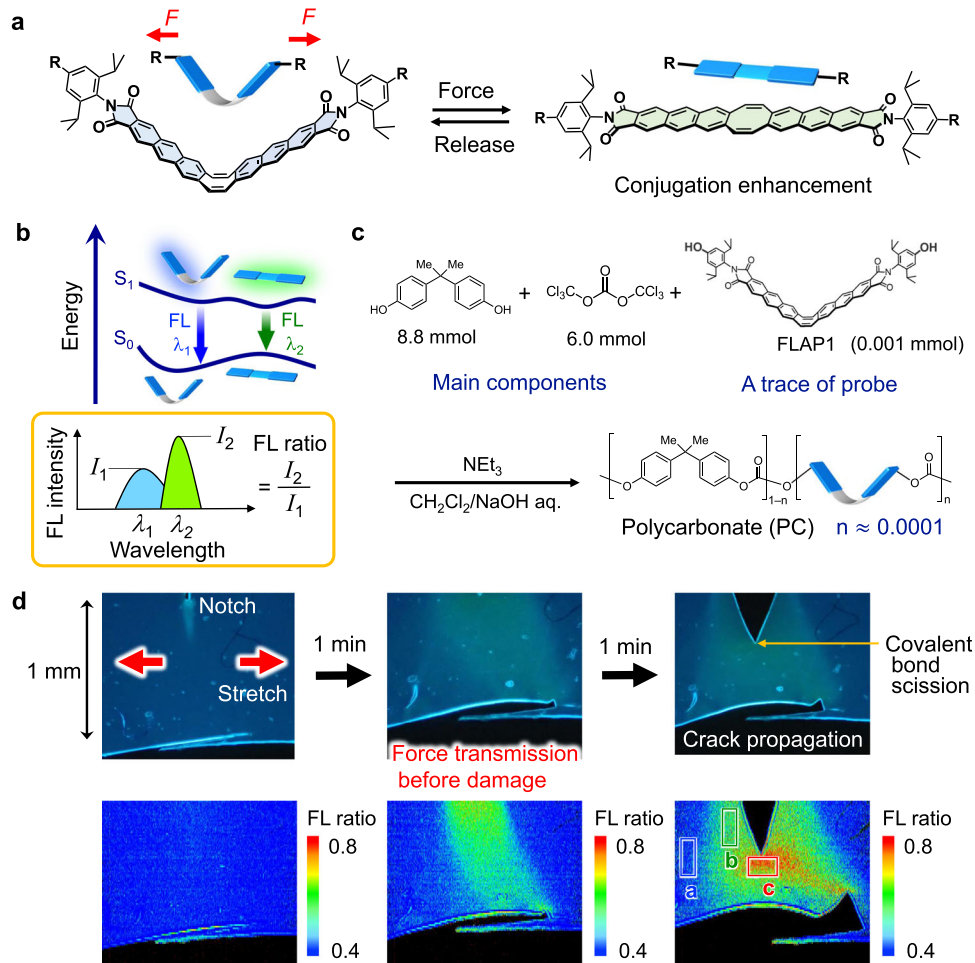 a
F
F
R
R
R
R
R
R
N
N
N
N
O
O
O
O
O
O
O
O
Force
Release
Conjugation enhancement
b
Energy
S1
S0
FL
λ1
FL
λ2
FL intensity
I1
I2
FL ratio
= I2
I1
λ1 λ2
Wavelength
c
Me Me
HO OH
8.8 mmol
+
O
Cl3C O O CCl3
6.0 mmol
+
HO OH
N N
O O
O O
FLAP1 (0.001 mmol)
Main components
A trace of probe
NEt3
CH2Cl2/NaOH aq.
Me Me
O O O
O
1–n
O O
O
n
Polycarbonate (PC) n ≈ 0.0001
d
1 mm
Notch
Stretch
1 min
Force transmission
before damage
1 min
Crack propagation
Covalent
bond
scission
FL ratio
0.8
0.4
FL ratio
0.8
0.4
a
b
c
FL ratio
0.8
0.4